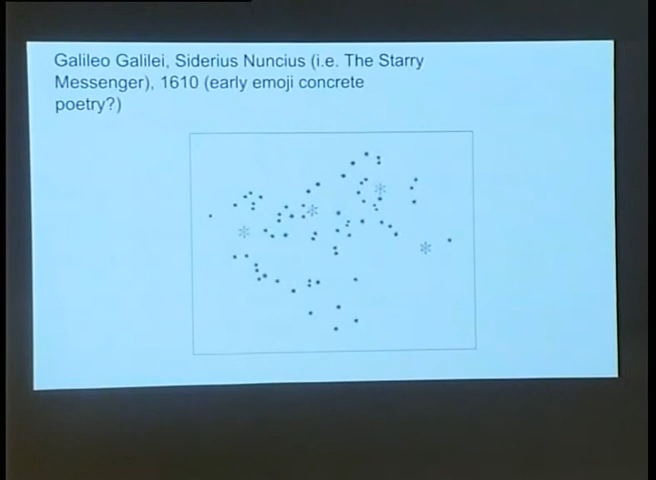 Galileo Galilei, Siderius Nuncius (i.e. The Starry
Messenger), 1610 (early emoji concrete
poetry?)